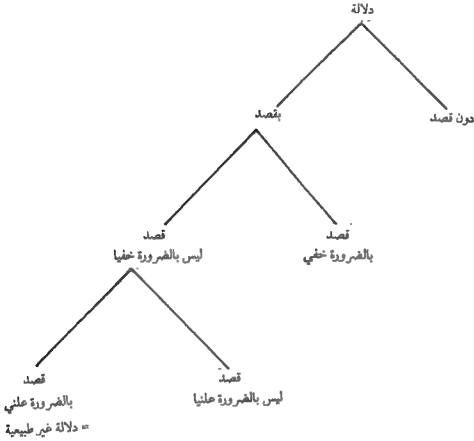 دلالة
دون قصد
بقصد
قصد
بالضرورة خفي
قصد
ليس بالضرورة خفيا
قصد
ليس بالضرورة علنيا
قصد
بالضرورة علني
= دلالة غير طبيعية